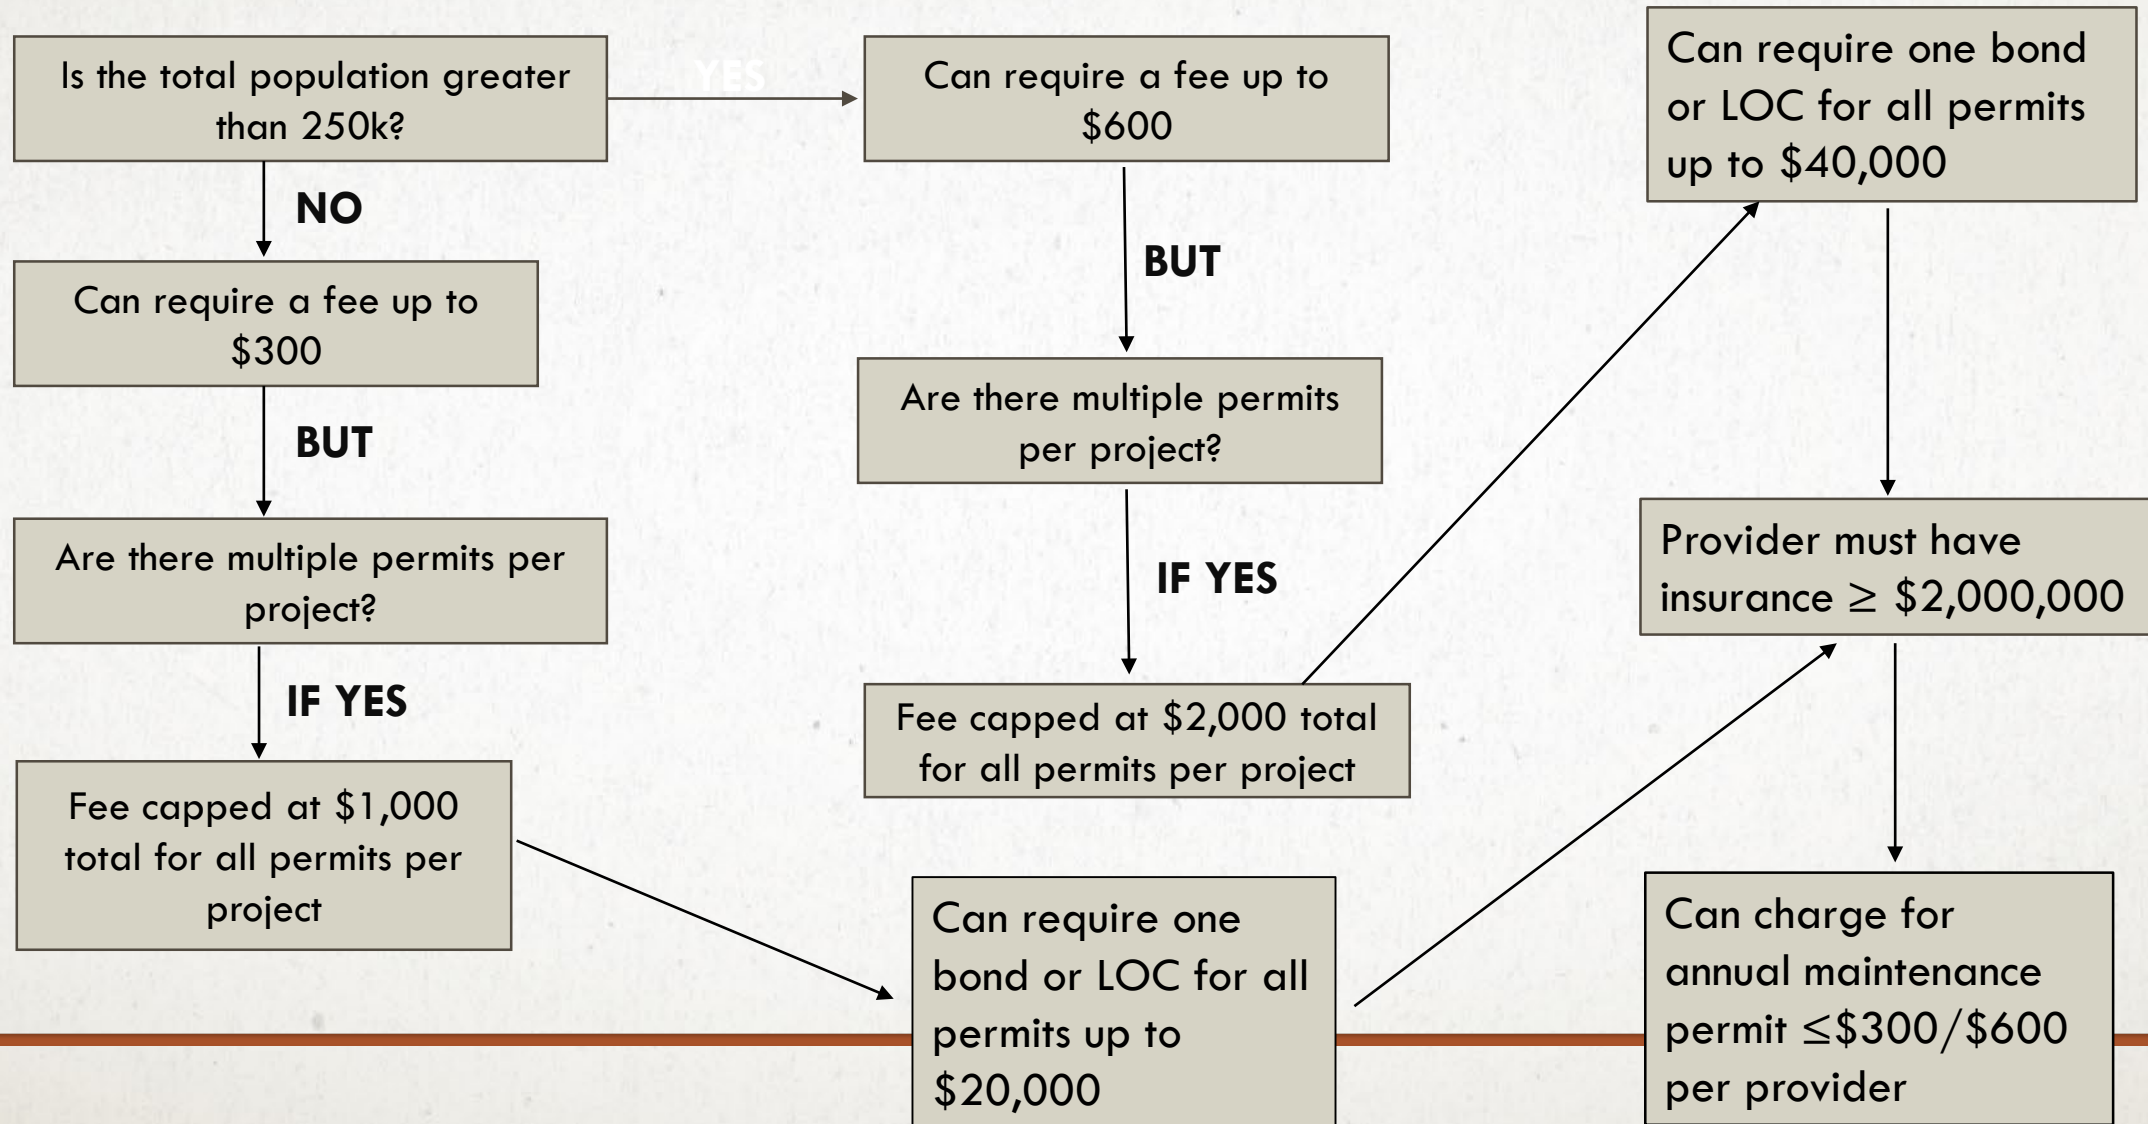 Is the total population greater
than 250k?
YES
Can require a fee up to
$600
Can require one bond
or LOC for all permits
up to $40,000
NO
Can require a fee up to
$300
BUT
BUT
Are there multiple permits
per project?
Are there multiple permits per
project?
IF YES
IF YES
Provider must have
insurance ≥ $2,000,000
Fee capped at $2,000 total
for all permits per project
Fee capped at $1,000
total for all permits per
project
Can require one
bond or LOC for all
permits up to
$20,000
Can charge for
annual maintenance
permit ≤$300/$600
per provider